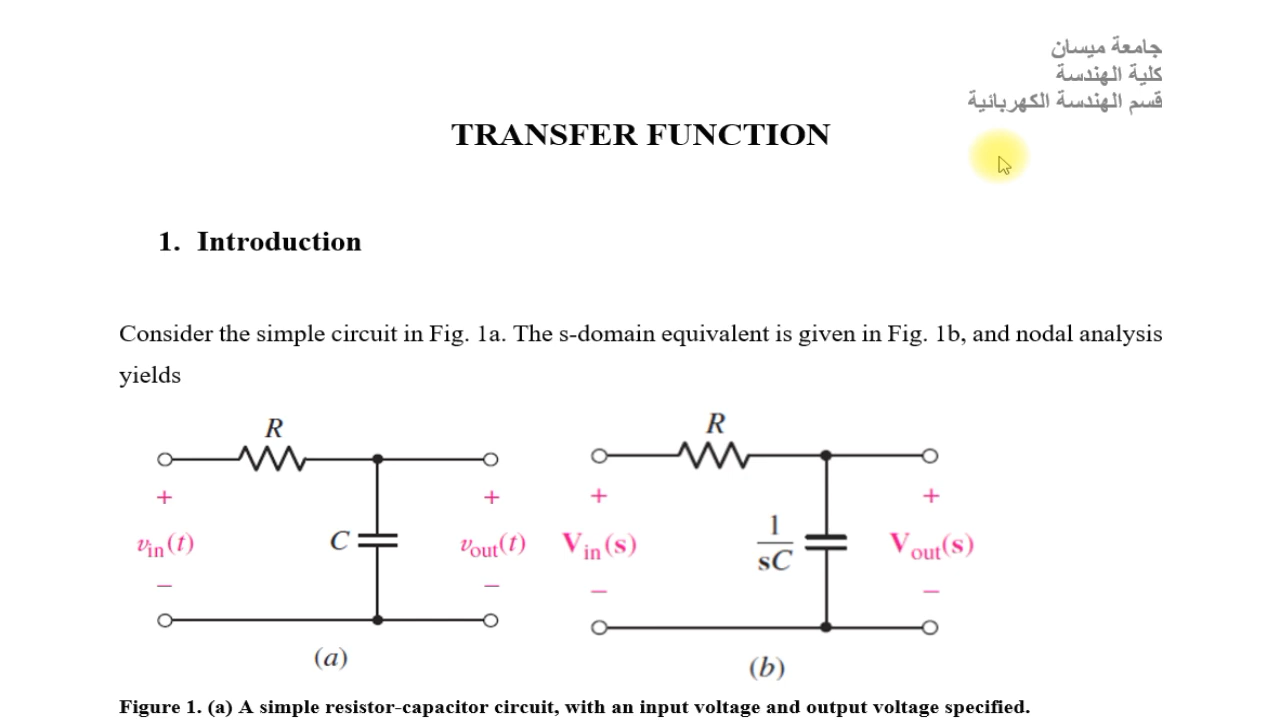 جامعة ميسان
كلية الهندسة
قسم الهندسة الكهربائية
TRANSFER FUNCTION
1. Introduction
Consider the simple circuit in Fig. 1a. The s-domain equivalent is given in Fig. 1b, and nodal analysis
yields
R
+
vin(t)
−
C
+
vout(t)
−
(a)
R
+
Vin(s)
−
1
sC
+
Vout(s)
−
(b)
Figure 1. (a) A simple resistor-capacitor circuit, with an input voltage and output voltage specified.